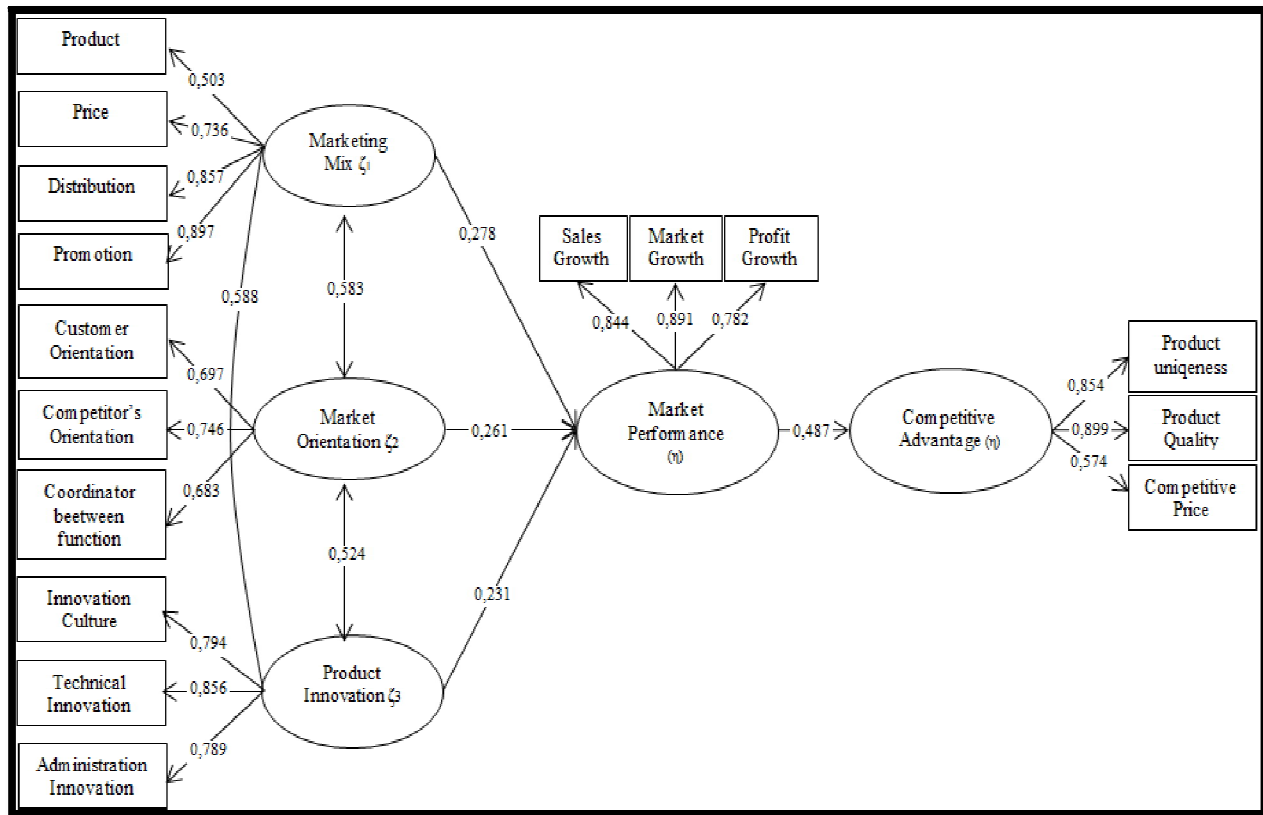 Product
0,503
Price
0,736
Distribution
0,857
Promotion
0,897
Marketing
Mix ζ1
0,278
0,588
0,583
Customer
Orientation
0,697
Competitor's
Orientation
0,746
Coordinator
beetween
function
0,683
Market
Orientation ζ2
0,261
0,524
Innovation
Culture
0,794
Technical
Innovation
0,856
Administration
Innovation
0,789
Product
Innovation ζ3
0,231
Sales
Growth
Market
Growth
Profit
Growth
0,844
0,891
0,782
Market
Performance
(η)
0,487
Competitive
Advantage (η)
0,854
0,899
0,574
Product
uniqeness
Product
Quality
Competitive
Price